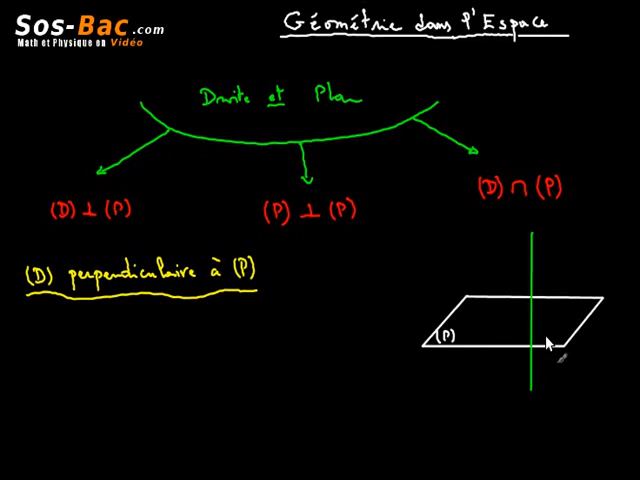 Sos-Bac.com
Math et Physique en Vidéo
Géométrie dans l'Espace
Droite et Plan
(D) ⊥ (P)
(P) ⊥ (P)
(D) ∩ (P)
(D) perpendiculaire à (P)
(P)